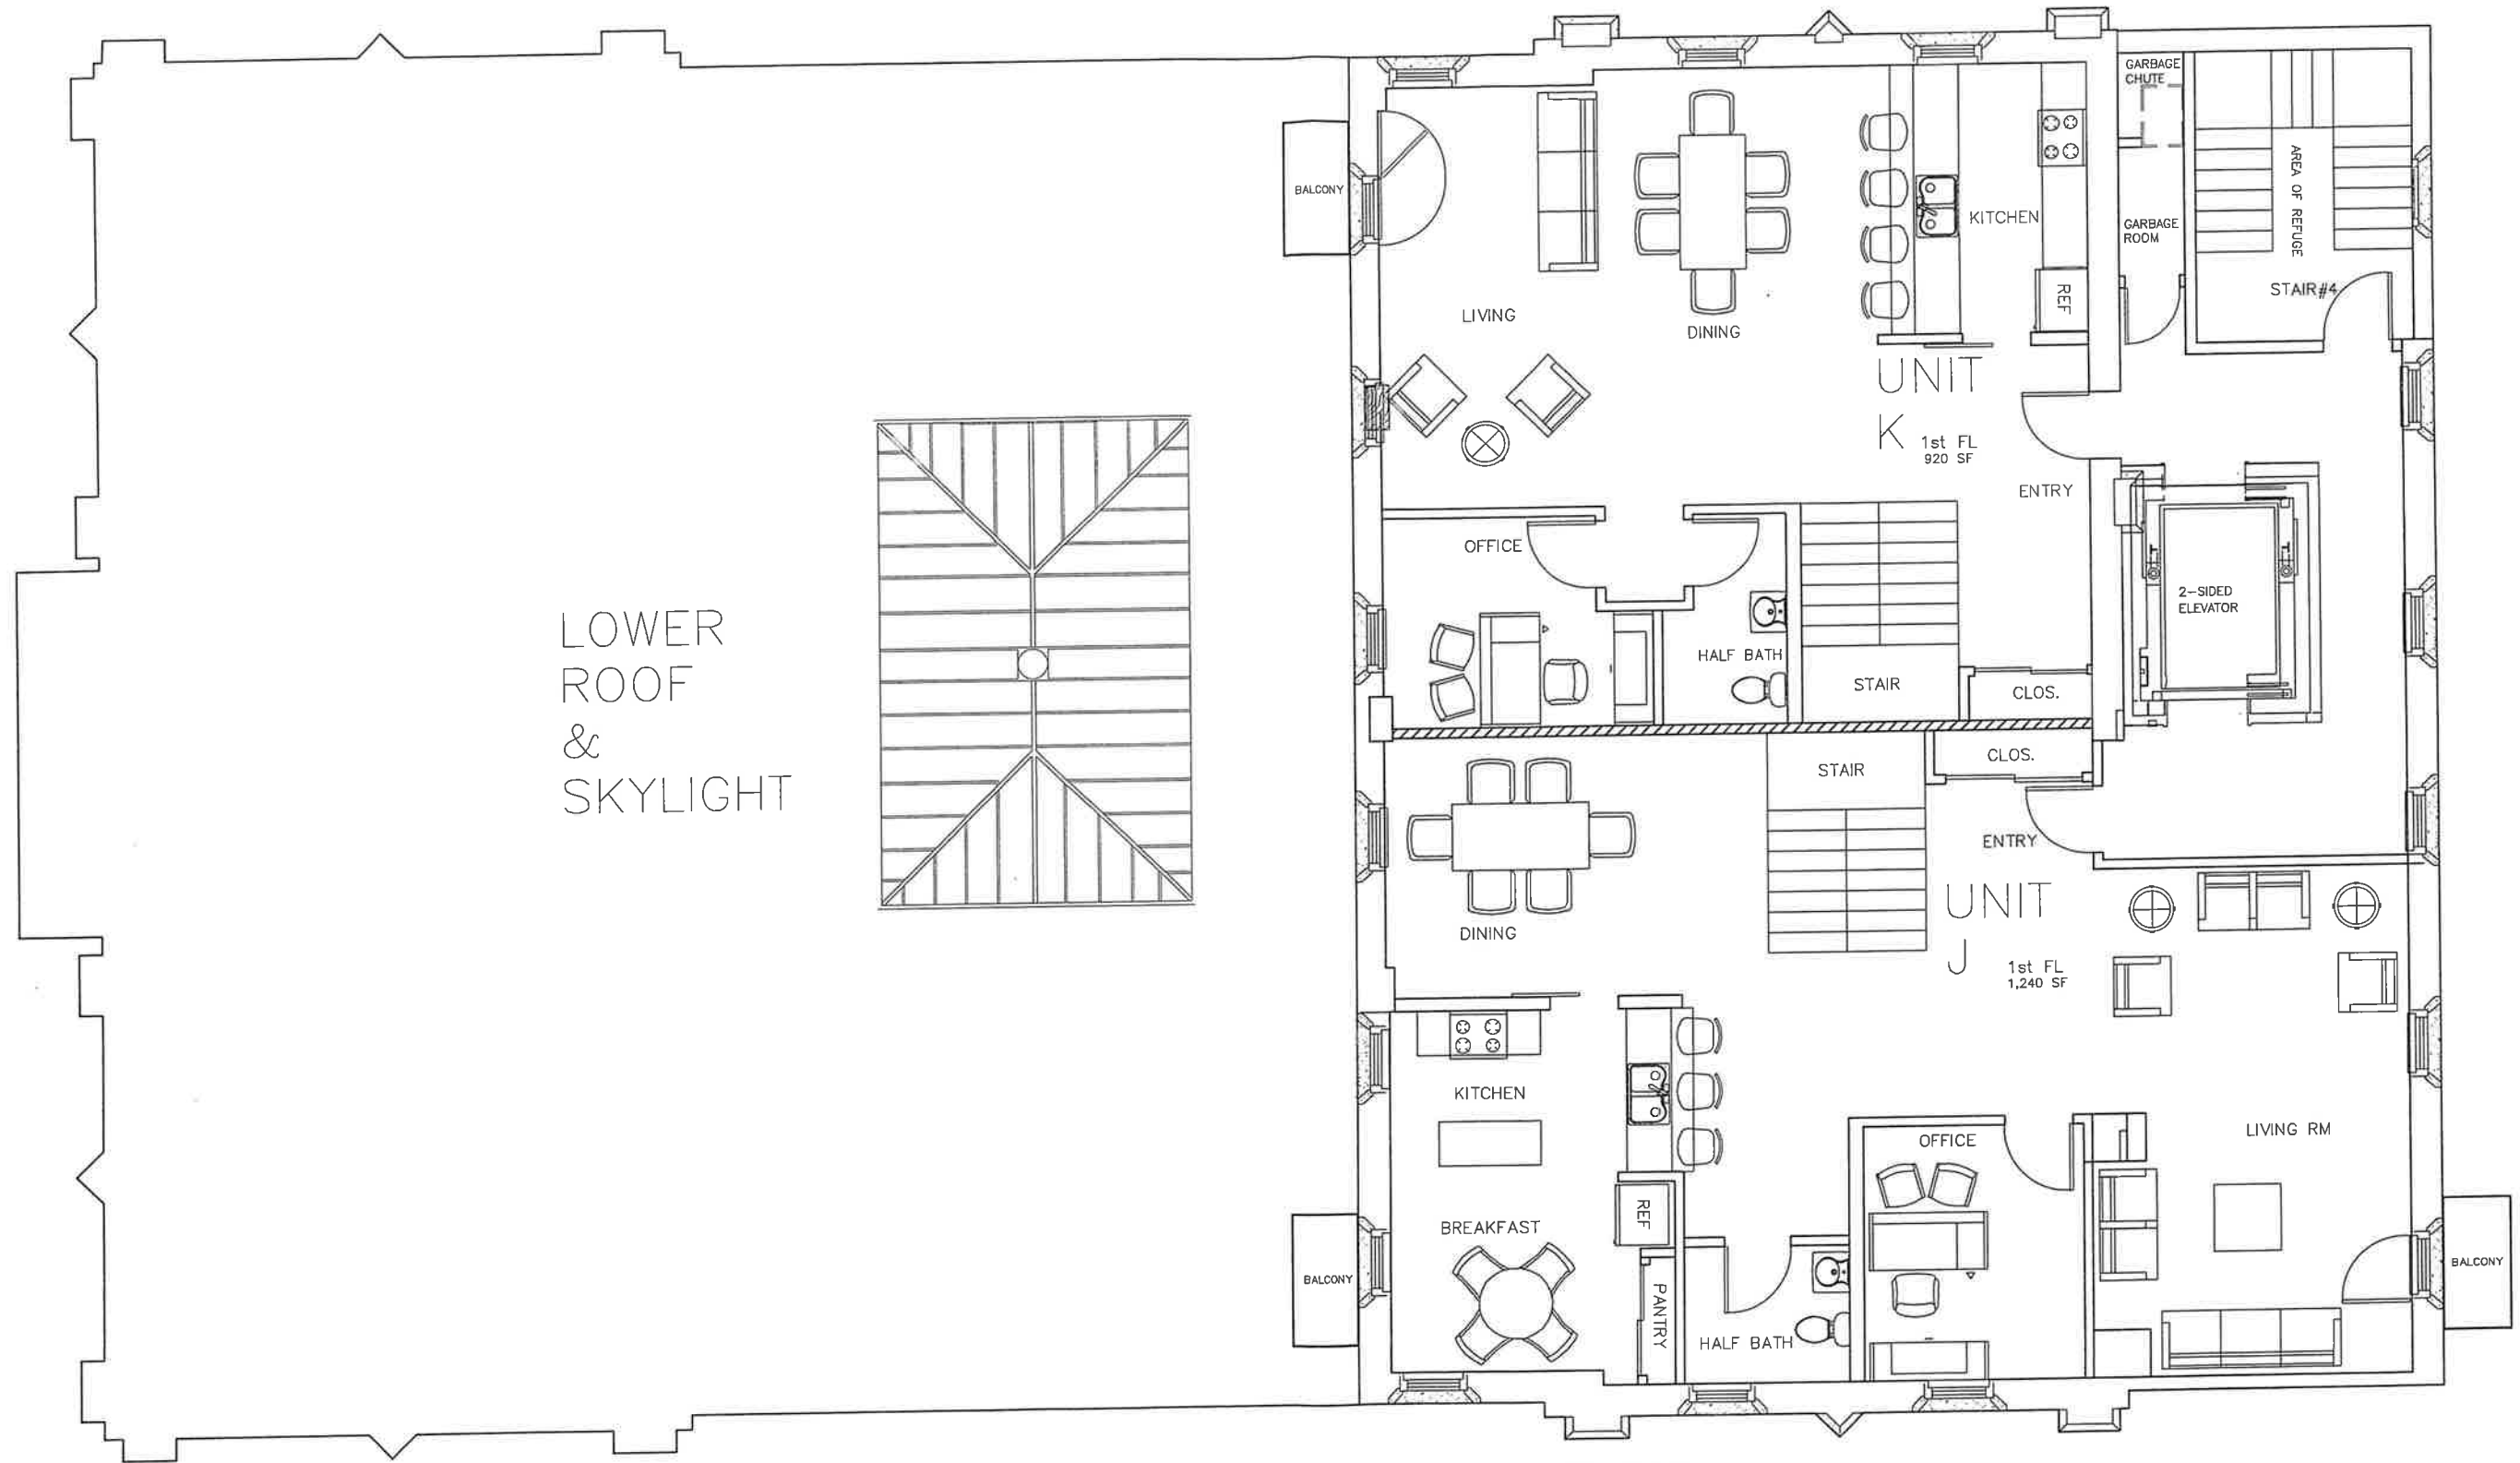 LOWER
ROOF
&
SKYLIGHT
BALCONY
LIVING
DINING
KITCHEN
REF
UNIT
K
1st FL
920 SF
ENTRY
OFFICE
HALF BATH
STAIR
CLOS.
GARBAGE
CHUTE
GARBAGE
ROOM
AREA OF REFUGE
STAIR#4
2-SIDED
ELEVATOR
CLOS.
STAIR
ENTRY
DINING
UNIT
J
1st FL
1,240 SF
KITCHEN
BREAKFAST
REF
PANTRY
HALF BATH
OFFICE
LIVING RM
BALCONY
BALCONY